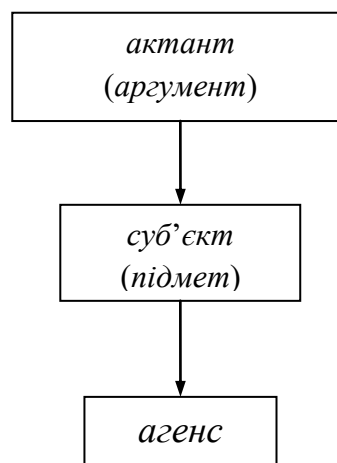 актант
(аргумент)
суб’єкт
(підмет)
агенс